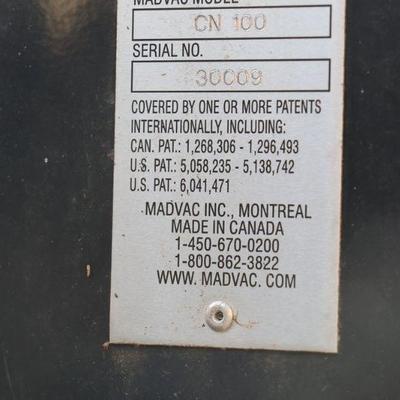 MADVAC MODEL
CN 100
SERIAL NO.
30009
COVERED BY ONE OR MORE PATENTS
INTERNATIONALLY, INCLUDING:
CAN. PAT.: 1,268,306 - 1,296,493
U.S. PAT.: 5,058,235 - 5,138,742
U.S. PAT.: 6,041,471
MADVAC INC., MONTREAL
MADE IN CANADA
1-450-670-0200
1-800-862-3822
WWW. MADVAC. COM